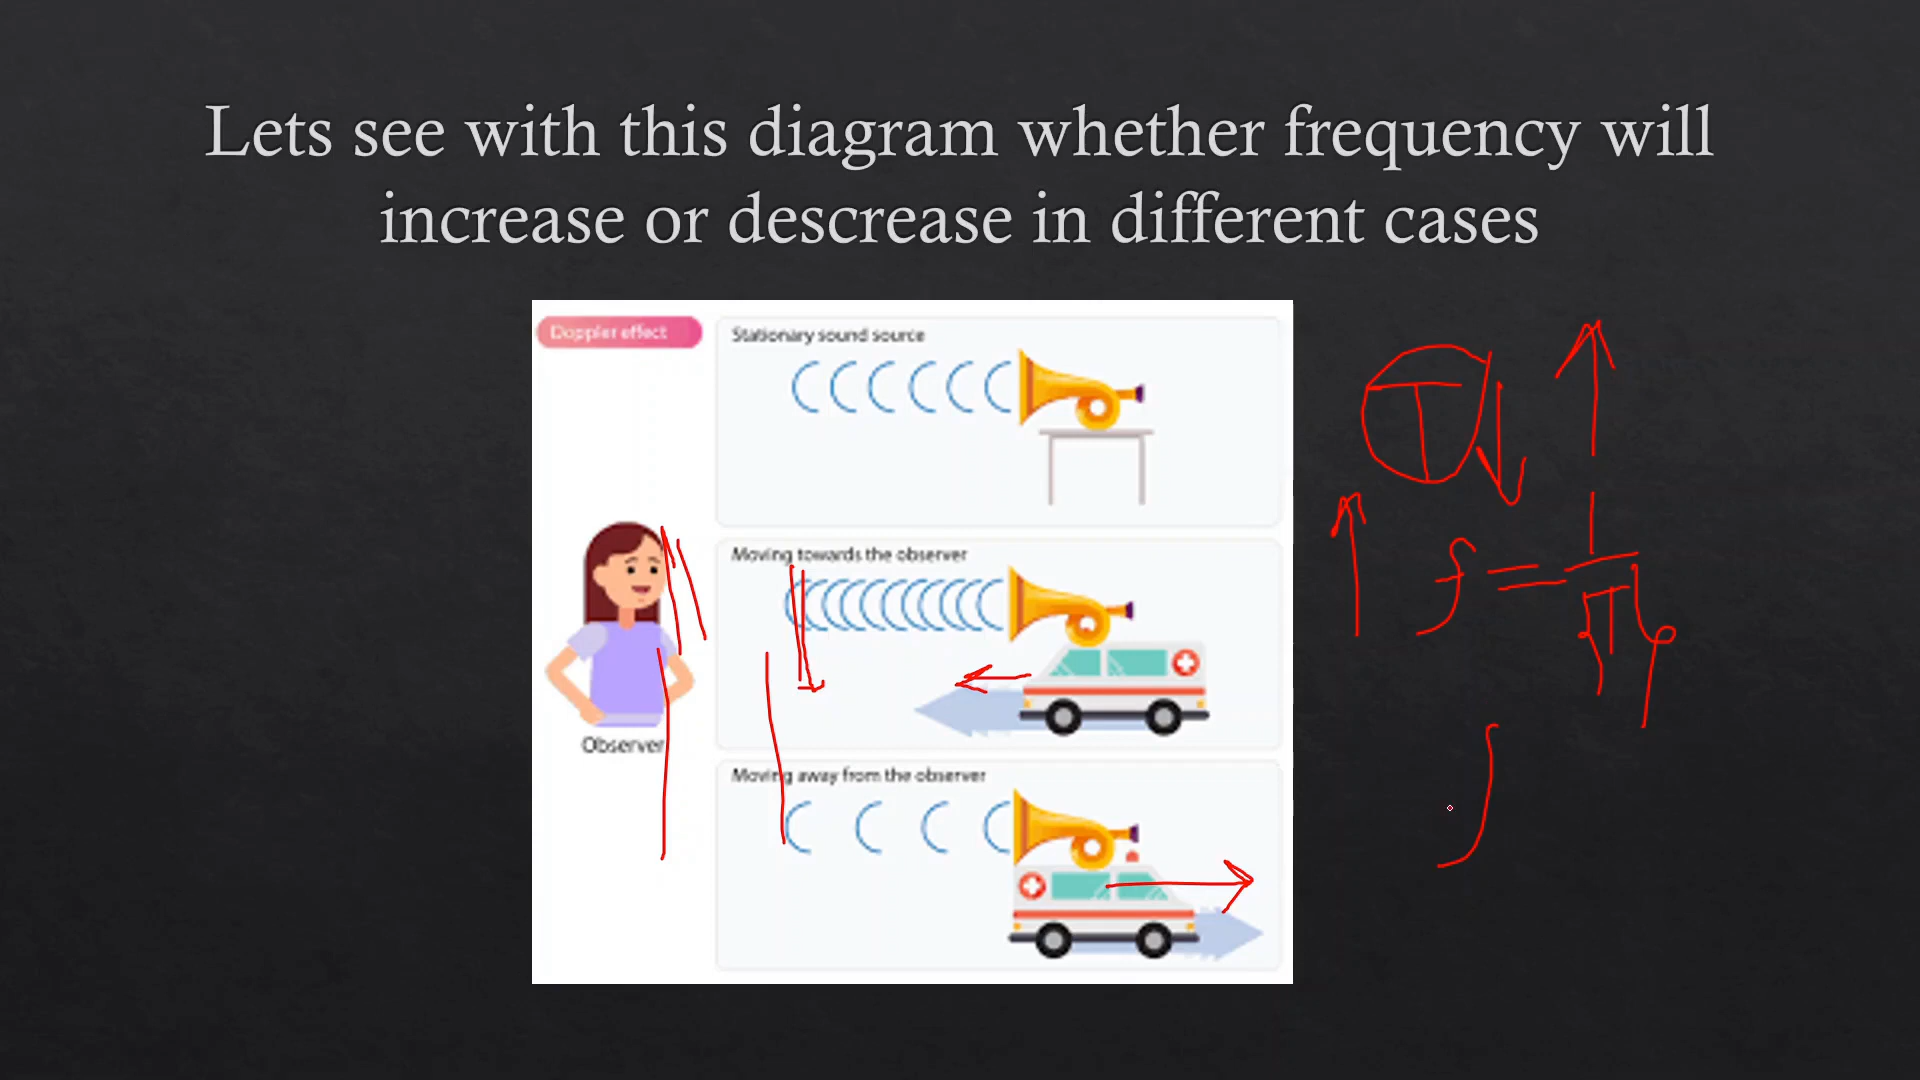 Lets see with this diagram whether frequency will
increase or descrease in different cases
Doppler effect
Stationary sound source
Moving towards the observer
Observer
Moving away from the observer
T
f = 1/T